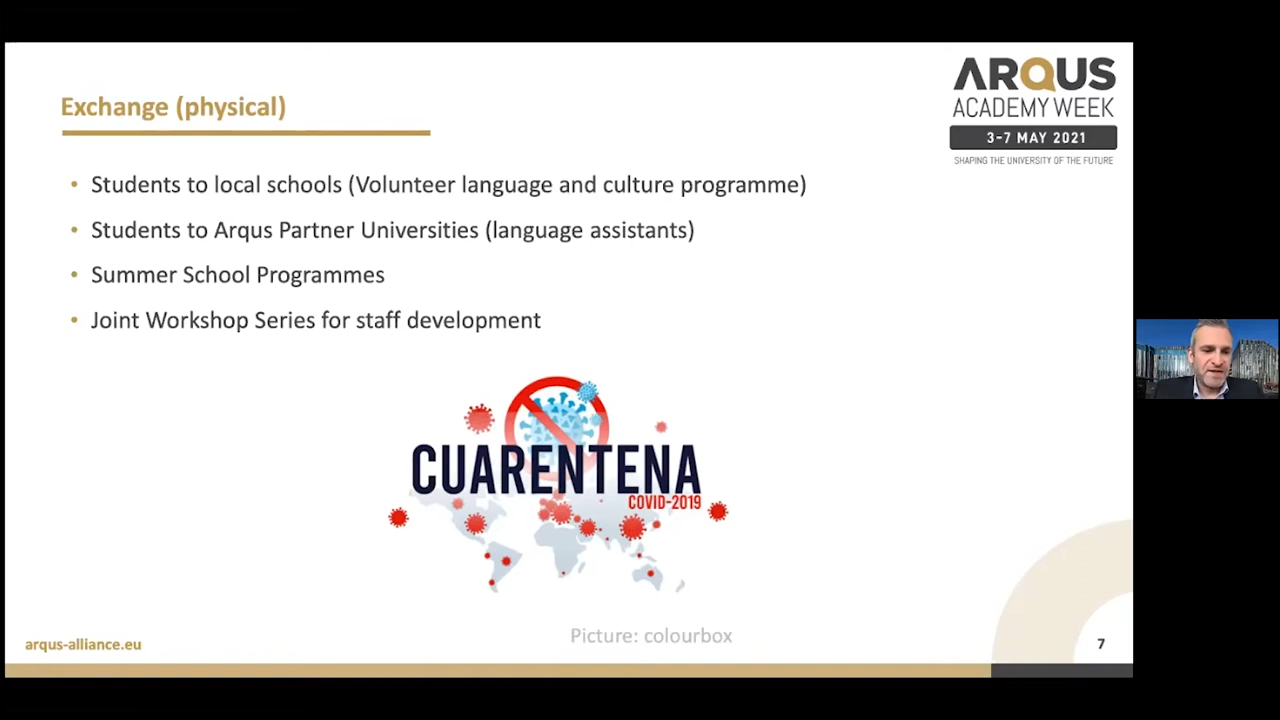 Exchange (physical)
ARQUS
ACADEMY WEEK
3-7 MAY 2021
SHAPING THE UNIVERSITY OF THE FUTURE
• Students to local schools (Volunteer language and culture programme)
• Students to Arqus Partner Universities (language assistants)
• Summer School Programmes
• Joint Workshop Series for staff development
CUARENTENA
COVID-2019
Picture: colourbox
arqus-alliance.eu
7